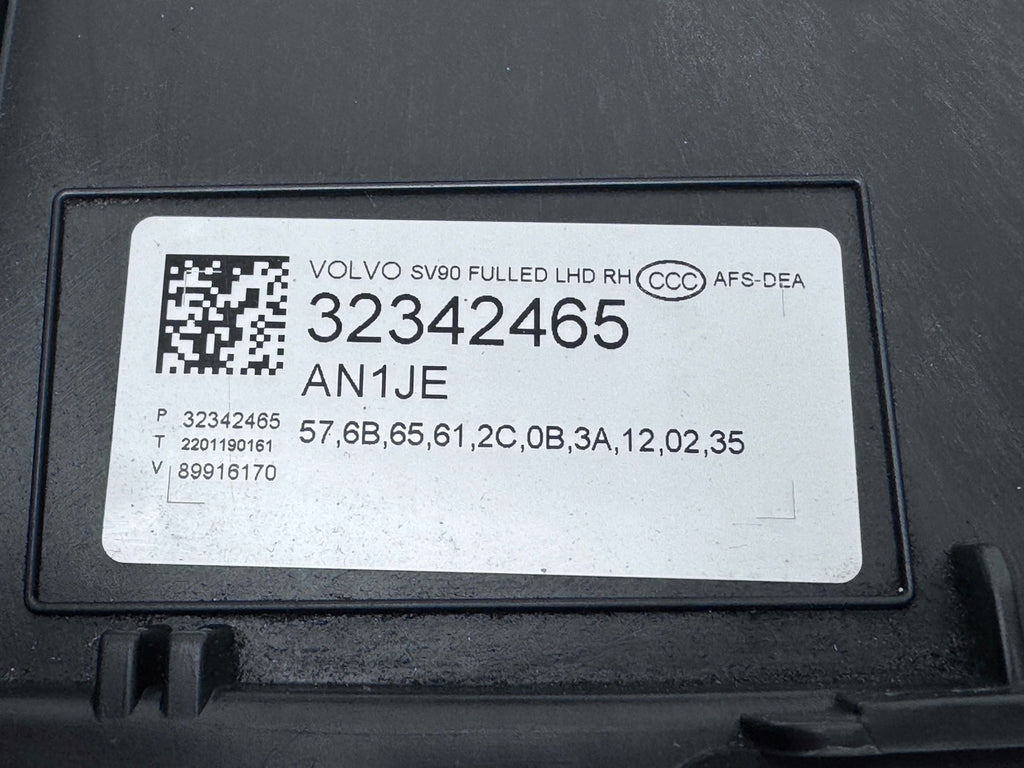 VOLVO SV90 FULLED LHD RH CCC AFS-DEA
32342465
AN1JE
57,6B,65,61,2C,0B,3A,12,02,35
P 32342465
T 2201190161
V 89916170